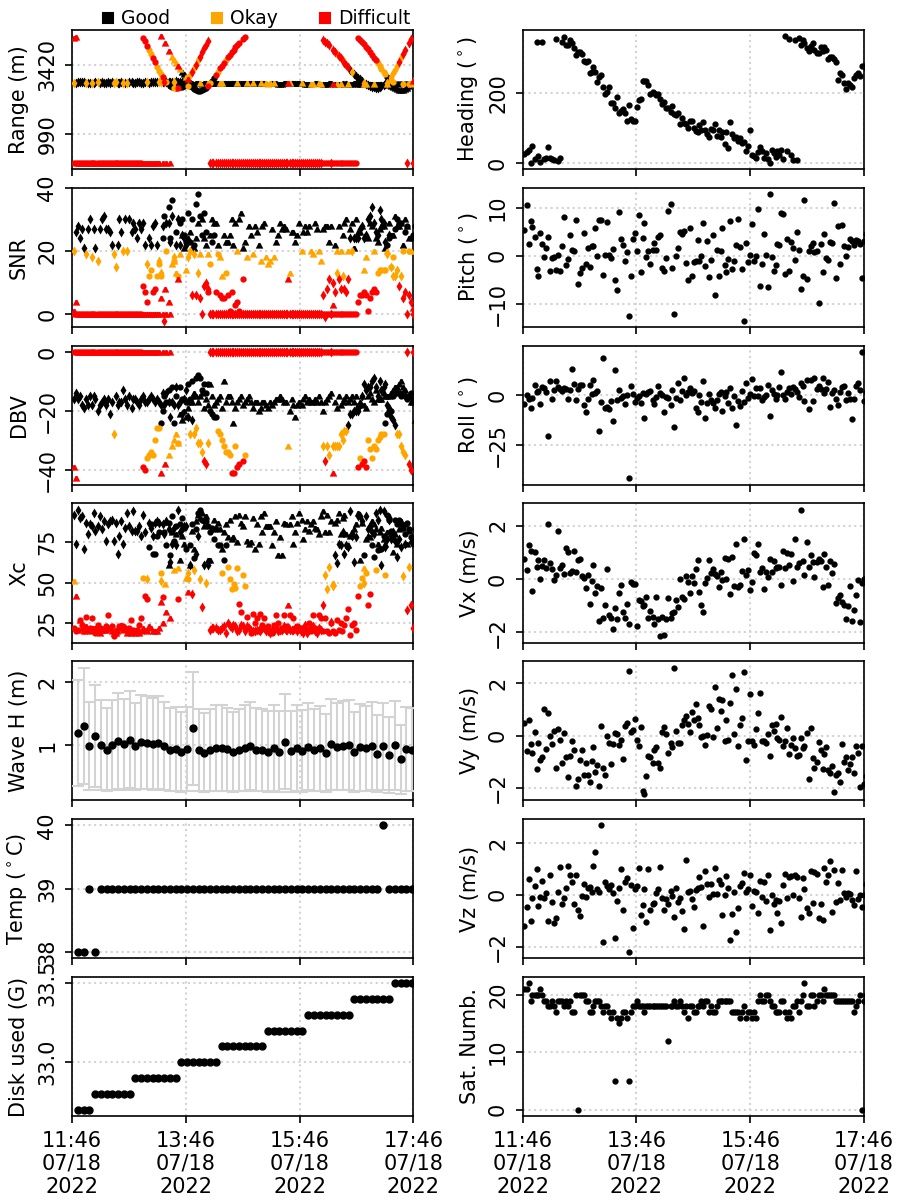 Good Okay Difficult
Range (m)
3420
990
Heading (°)
200
0
SNR
40
20
0
Pitch (°)
10
0
−10
DBV
0
−20
−40
Roll (°)
0
−25
Xc
75
50
25
Vx (m/s)
2
0
−2
Wave H (m)
2
1
Vy (m/s)
2
0
−2
Temp (°C)
40
39
38
Vz (m/s)
2
0
−2
Disk used (G)
33.5
33.0
Sat. Numb.
20
10
0
11:46 13:46 15:46 17:46
07/18 07/18 07/18 07/18
2022 2022 2022 2022
11:46 13:46 15:46 17:46
07/18 07/18 07/18 07/18
2022 2022 2022 2022